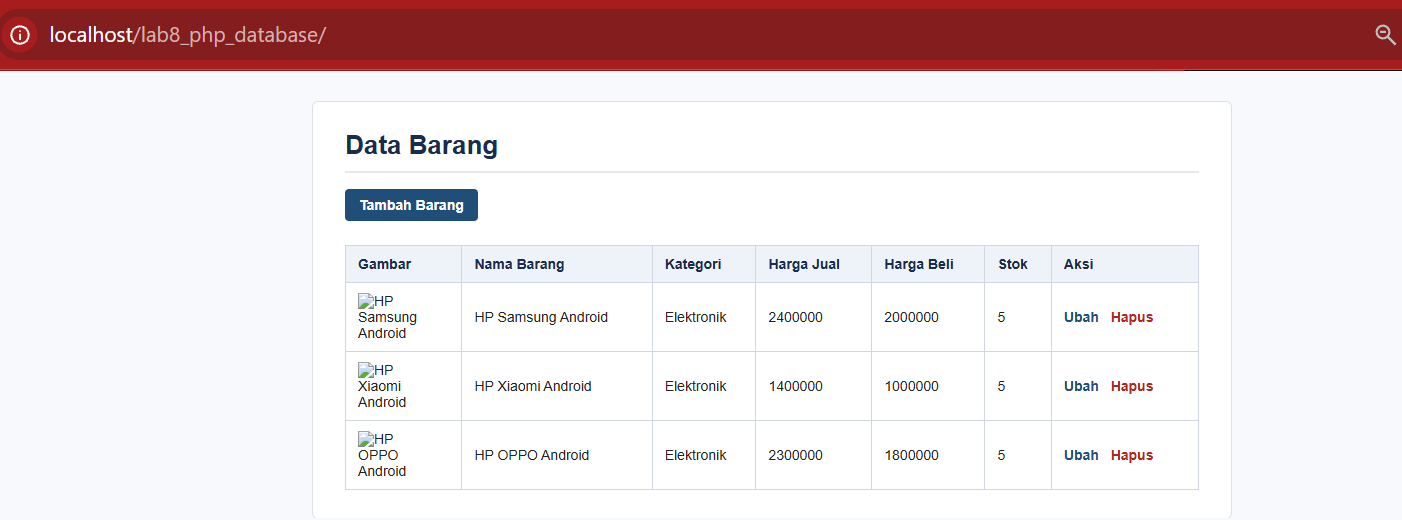 localhost/lab8_php_database/
Data Barang
Tambah Barang
Gambar Nama Barang Kategori Harga Jual Harga Beli Stok Aksi
HP
Samsung
Android
HP Samsung Android Elektronik 2400000 2000000 5 Ubah Hapus
HP
Xiaomi
Android
HP Xiaomi Android Elektronik 1400000 1000000 5 Ubah Hapus
HP
OPPO
Android
HP OPPO Android Elektronik 2300000 1800000 5 Ubah Hapus